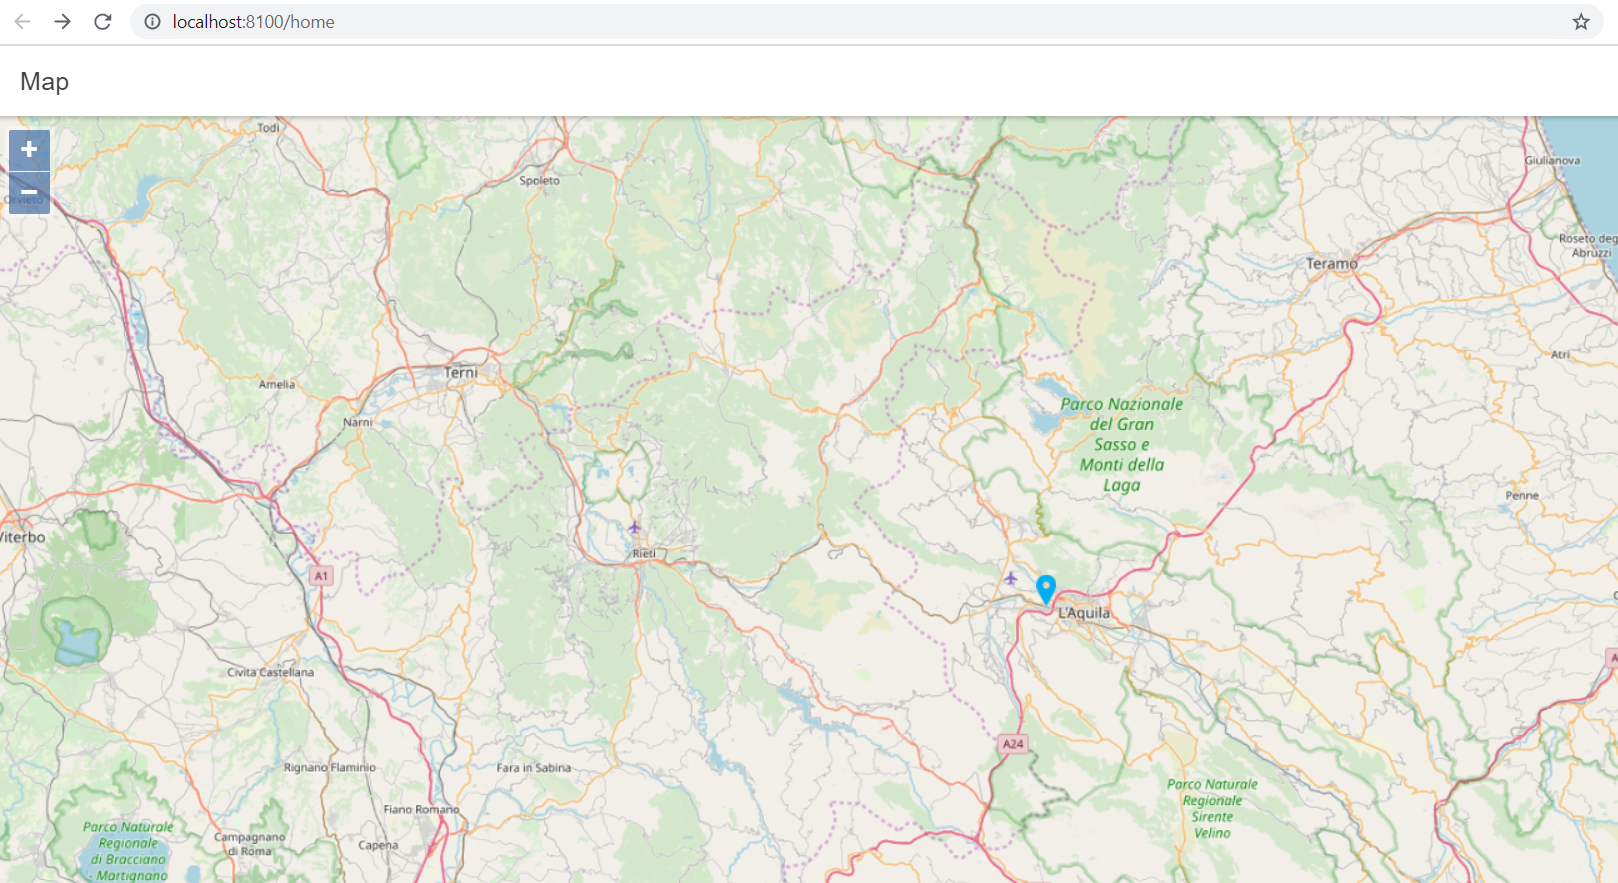 localhost:8100/home
Map
+
−
Todi
Spoleto
Giulianova
Orvieto
Roseto deg
Abruzzi
Teramo
Atri
Terni
Amelia
Narni
Parco Nazionale
del Gran
Sasso e
Monti della
Laga
Penne
Viterbo
Rieti
A1
L'Aquila
Civita Castellana
A
A24
Rignano Flaminio
Fara in Sabina
Parco Naturale
Regionale
Sirente
Velino
Fiano Romano
Parco Naturale
Regionale
di Bracciano
- Martignano
Campagnano
di Roma
Capena